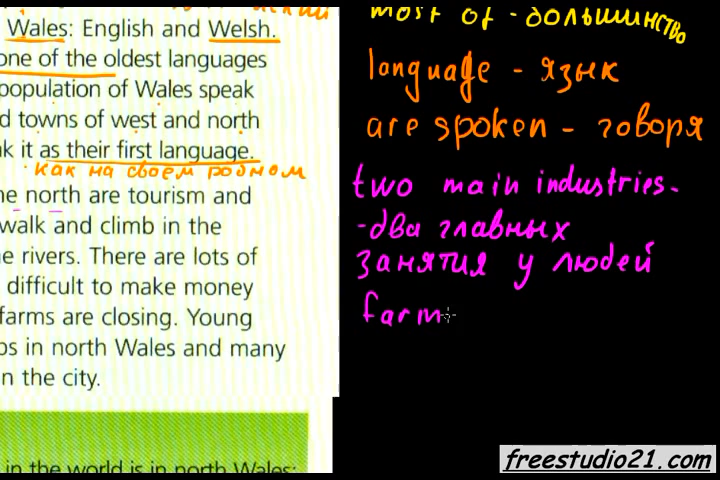 Wales: English and Welsh.
one of the oldest languages
population of Wales speak
d towns of west and north
k it as their first language.
как на своем родном
he north are tourism and
walk and climb in the
e rivers. There are lots of
difficult to make money
farms are closing. Young
bs in north Wales and many
n the city.
in the world is in north Wales:
most of - большинство
language - язык
are spoken - говоря
two main industries -
- два главных
занятия у людей
farm
freestudio21.com